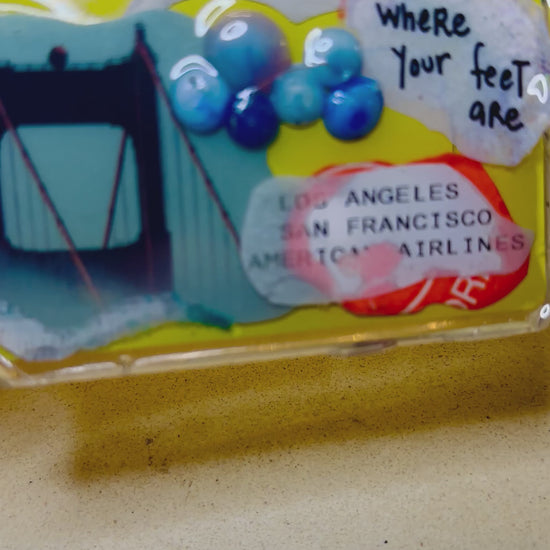 wHeRe
Your feeT
aRe
LOS ANGELES
SAN FRANCISCO
AMERICAN AIRLINES